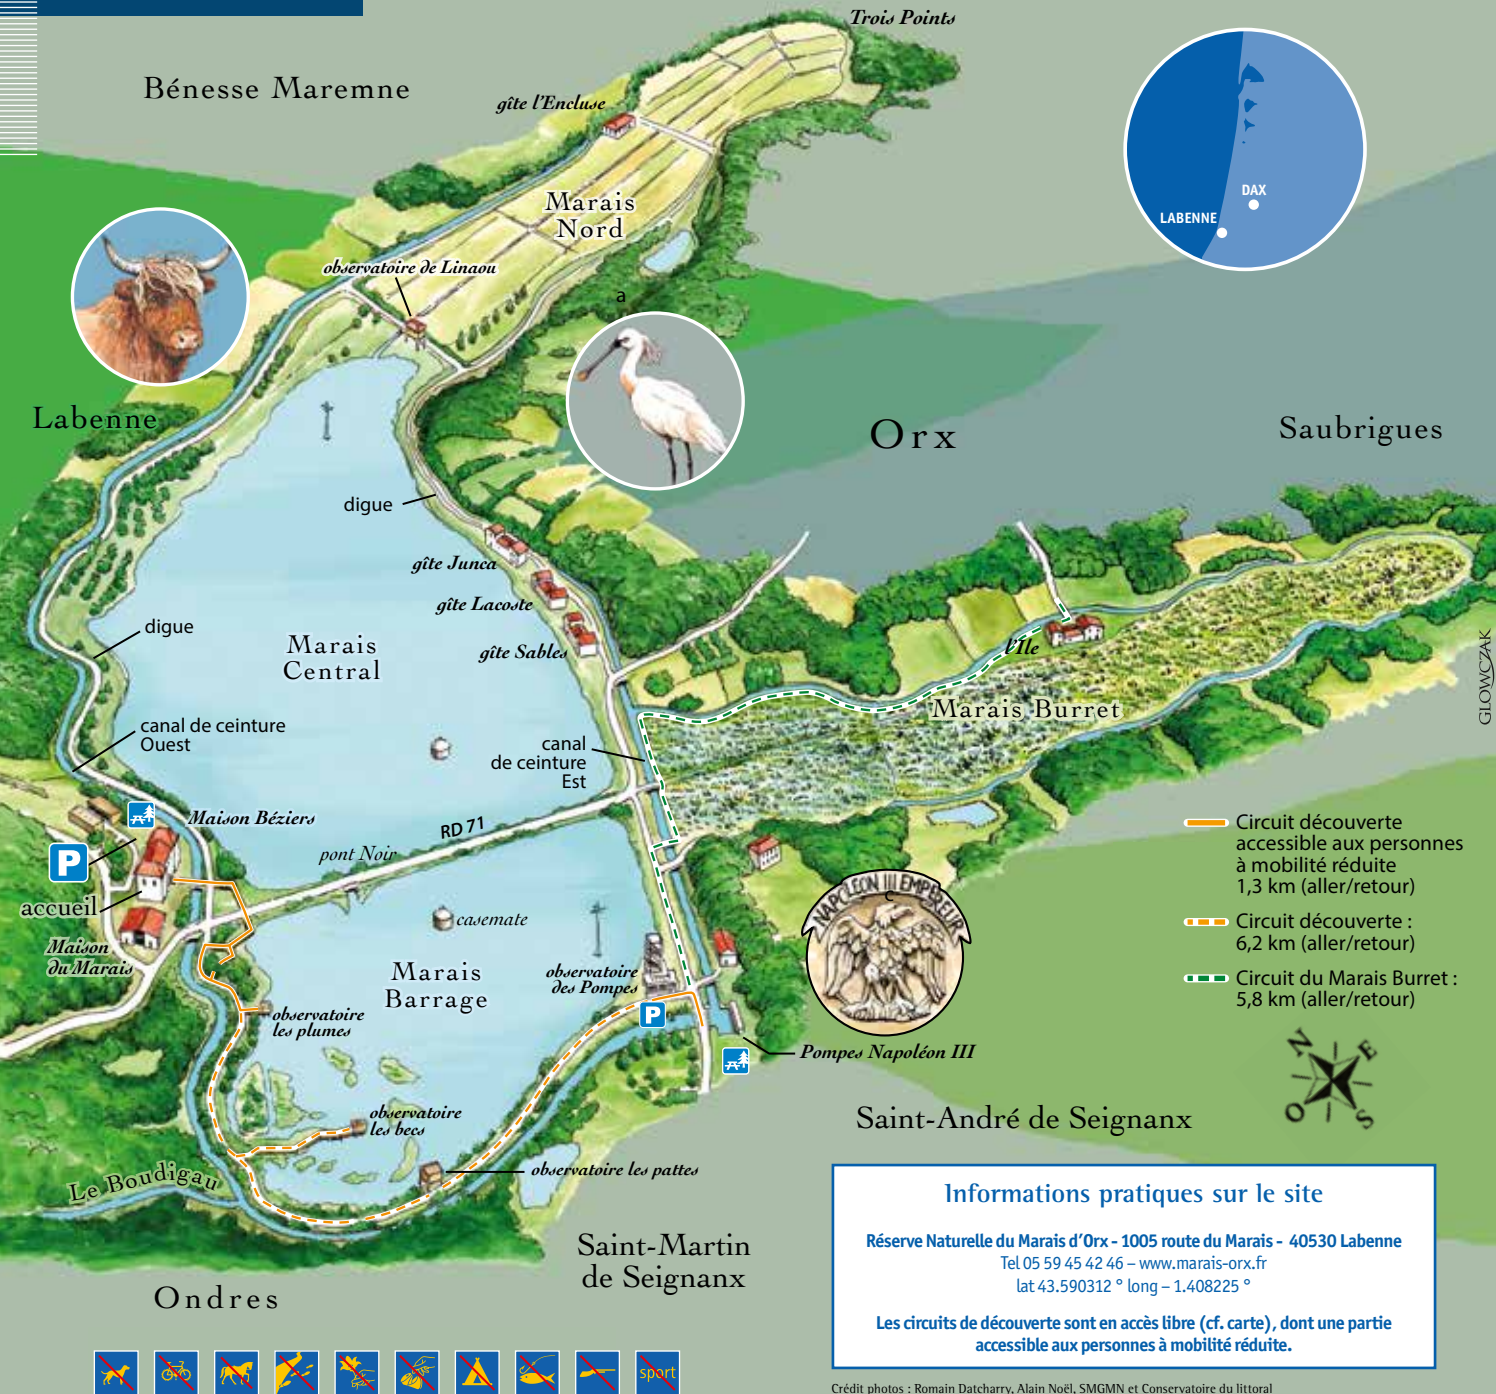 Trois Points
Bénesse Maremne
gîte l'Encluse
Marais
Nord
DAX
LABENNE
observatoire de Linaou
a
Labenne
Orx
Saubrigues
digue
gîte Junca
gîte Lacoste
gîte Sables
digue
Marais
Central
l'Ile
Marais Burret
GLOWCZAK
canal de ceinture
Ouest
canal
de ceinture
Est
Maison Béziers
RD 71
pont Noir
P
accueil
Maison
du Marais
casemate
Marais
Barrage
observatoire
des Pompes
NAPOLEON III EMPEREUR
c
Circuit découverte
accessible aux personnes
à mobilité réduite
1,3 km (aller/retour)
Circuit découverte :
6,2 km (aller/retour)
Circuit du Marais Burret :
5,8 km (aller/retour)
observatoire
les plumes
P
Pompes Napoléon III
N
E
O
S
observatoire
les becs
Saint-André de Seignanx
observatoire les pattes
Le Boudigau
Saint-Martin
de Seignanx
Ondres
Informations pratiques sur le site
Réserve Naturelle du Marais d'Orx - 1005 route du Marais - 40530 Labenne
Tel 05 59 45 42 46 – www.marais-orx.fr
lat 43.590312 ° long – 1.408225 °
Les circuits de découverte sont en accès libre (cf. carte), dont une partie
accessible aux personnes à mobilité réduite.
sport
Crédit photos : Romain Datcharry, Alain Noël, SMGMN et Conservatoire du littoral